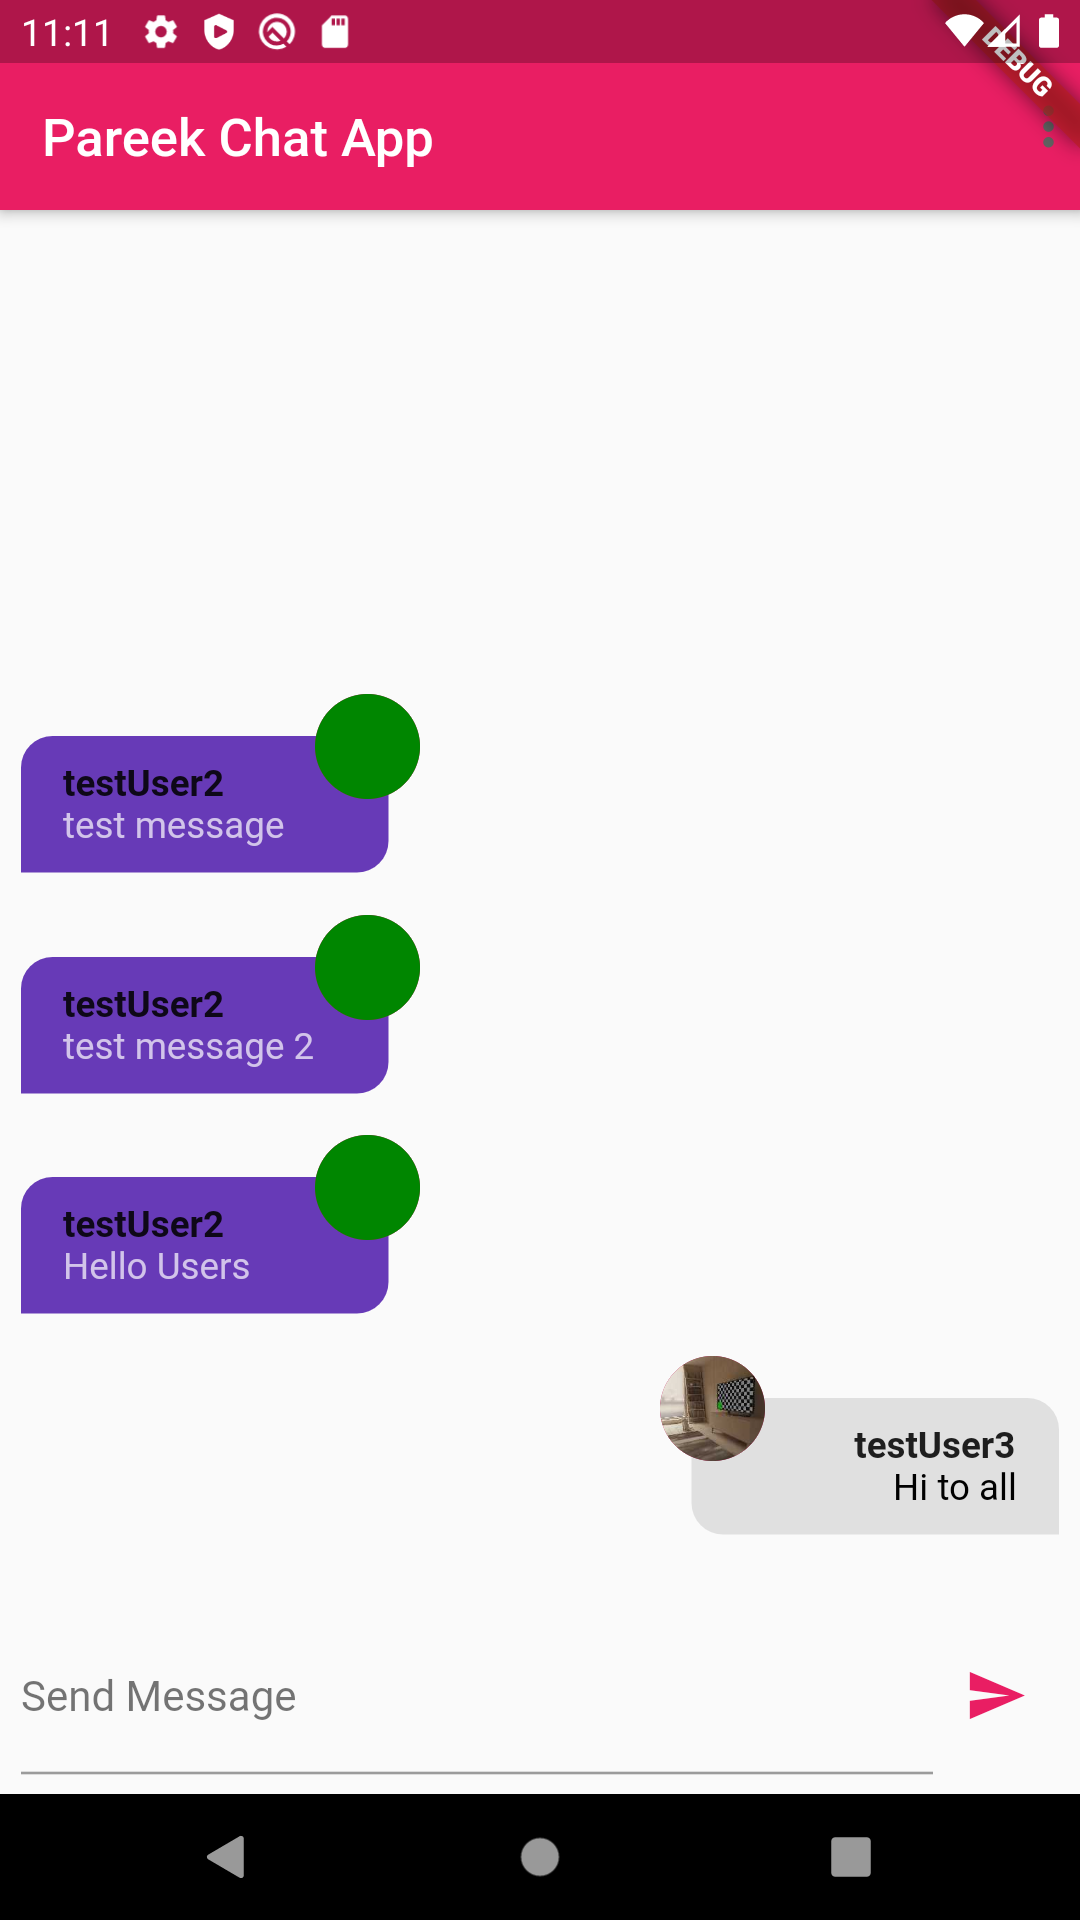 11:11
DEBUG
Pareek Chat App
testUser2
test message
testUser2
test message 2
testUser2
Hello Users
testUser3
Hi to all
Send Message